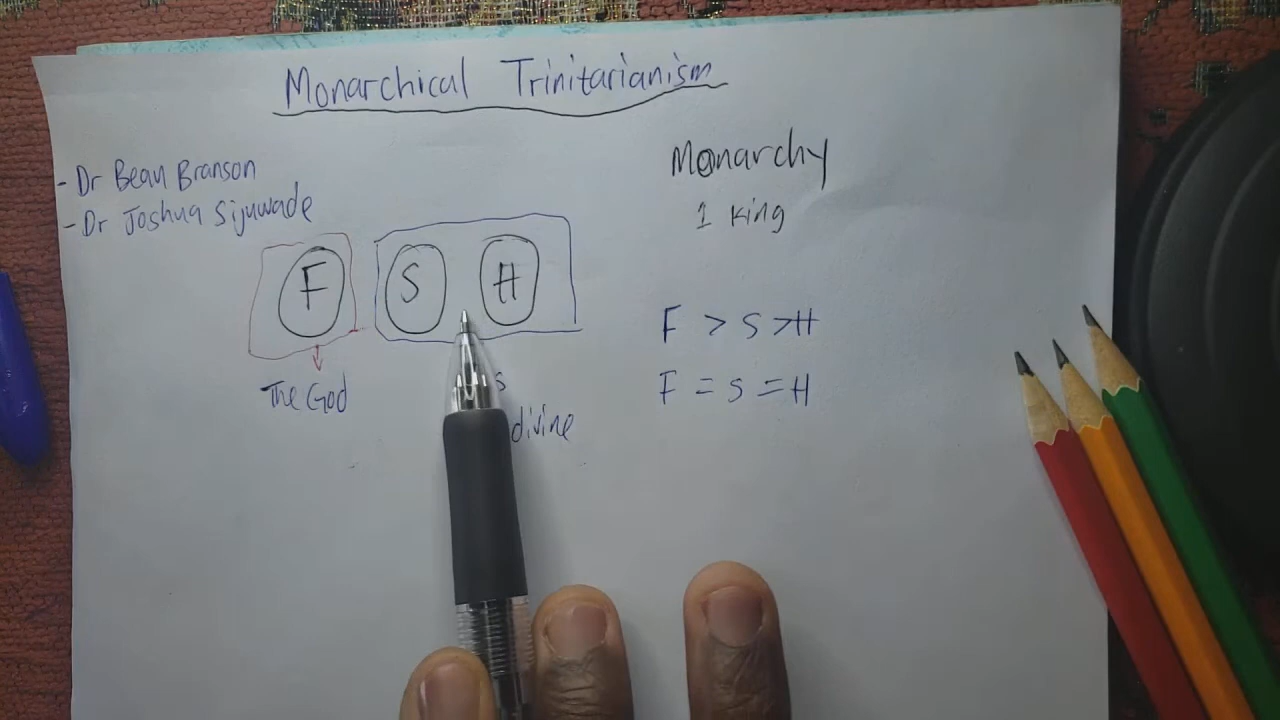 Monarchical Trinitarianism
- Dr Beau Branson
- Dr Joshua Sijuwade
Monarchy
1 king
F S H
The God
s
divine
F > S > H
F = S = H